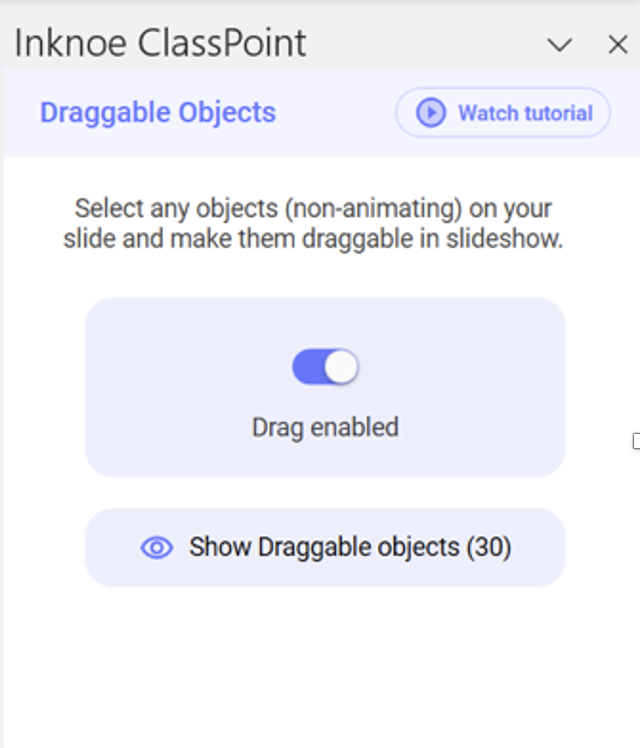 Inknoe ClassPoint
Draggable Objects
Watch tutorial
Select any objects (non-animating) on your
slide and make them draggable in slideshow.
Drag enabled
Show Draggable objects (30)